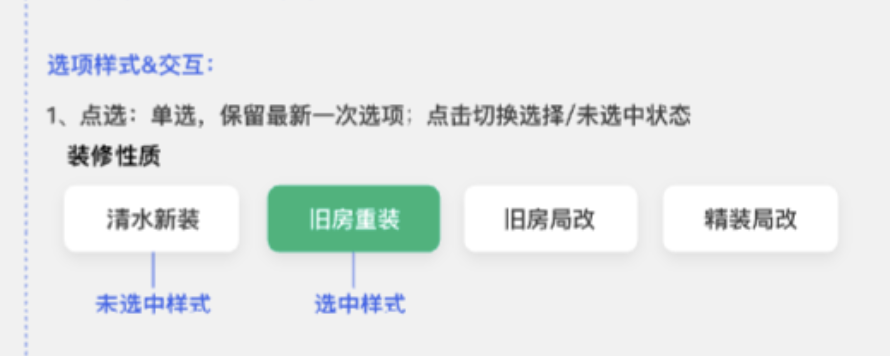 选项样式&交互：
1、点选：单选，保留最新一次选项；点击切换选择/未选中状态
装修性质
清水新装 旧房重装 旧房局改 精装局改
未选中样式 选中样式